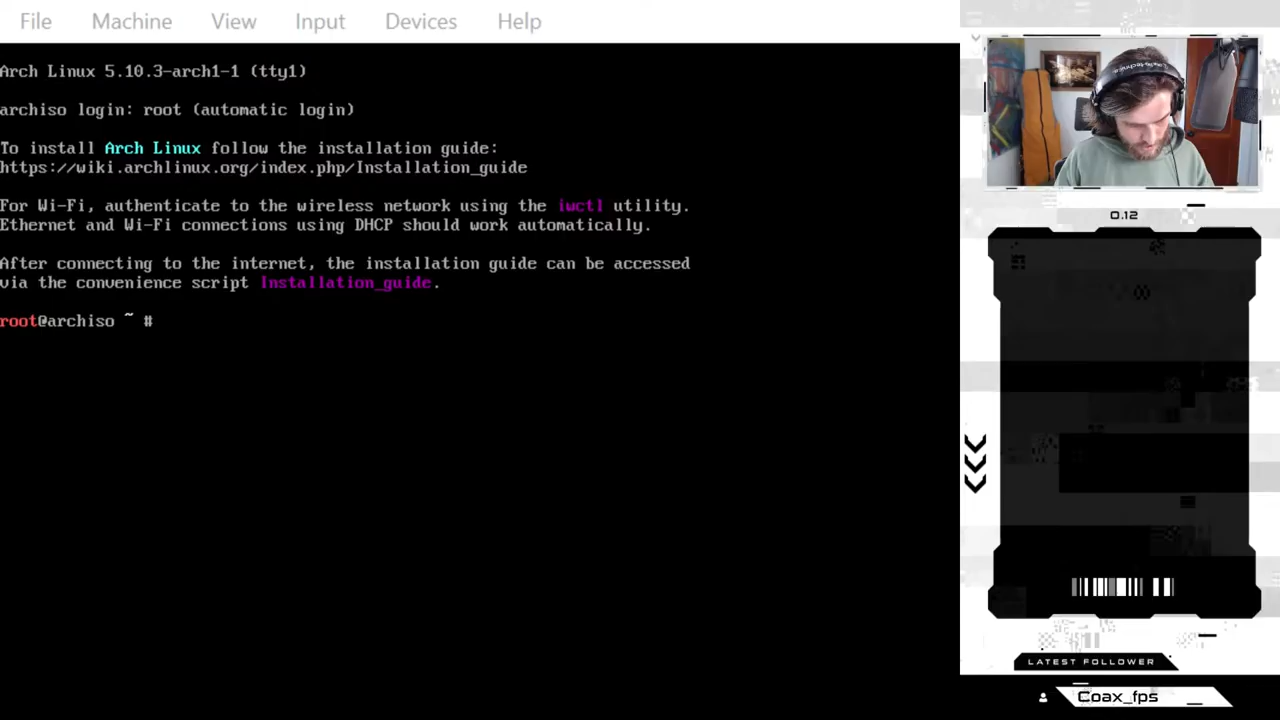 File Machine View Input Devices Help
Arch Linux 5.10.3-arch1-1 (tty1)
archiso login: root (automatic login)
To install Arch Linux follow the installation guide:
https://wiki.archlinux.org/index.php/Installation_guide
For Wi-Fi, authenticate to the wireless network using the iwctl utility.
Ethernet and Wi-Fi connections using DHCP should work automatically.
After connecting to the internet, the installation guide can be accessed
via the convenience script Installation_guide.
root@archiso ~ #
0.12
LATEST FOLLOWER
Coax_fps